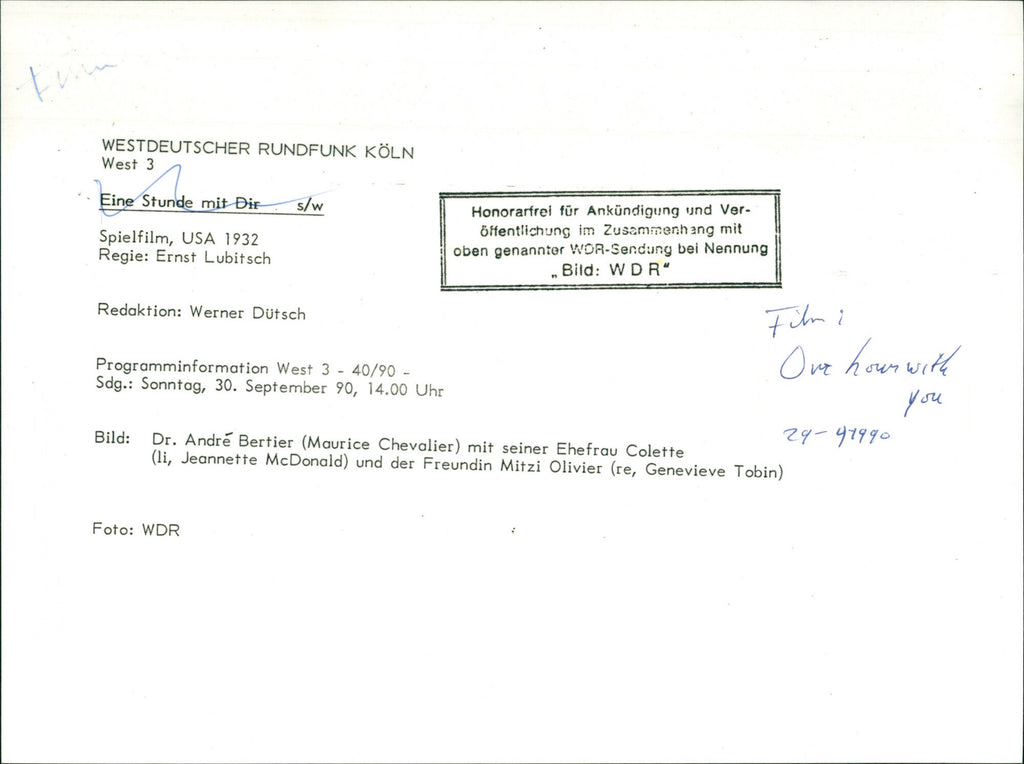 WESTDEUTSCHER RUNDFUNK KÖLN
West 3
Eine Stunde mit Dir s/w
Spielfilm, USA 1932
Regie: Ernst Lubitsch
Honorarfrei für Ankündigung und Ver-
öffentlichung im Zusammenhang mit
oben genannter WDR-Sendung bei Nennung
„Bild: W D R"
Redaktion: Werner Dütsch
Film:
One hour with
you
Programminformation West 3 - 40/90 -
Sdg.: Sonntag, 30. September 90, 14.00 Uhr
Bild: Dr. André Bertier (Maurice Chevalier) mit seiner Ehefrau Colette
(li, Jeannette McDonald) und der Freundin Mitzi Olivier (re, Genevieve Tobin)
Foto: WDR